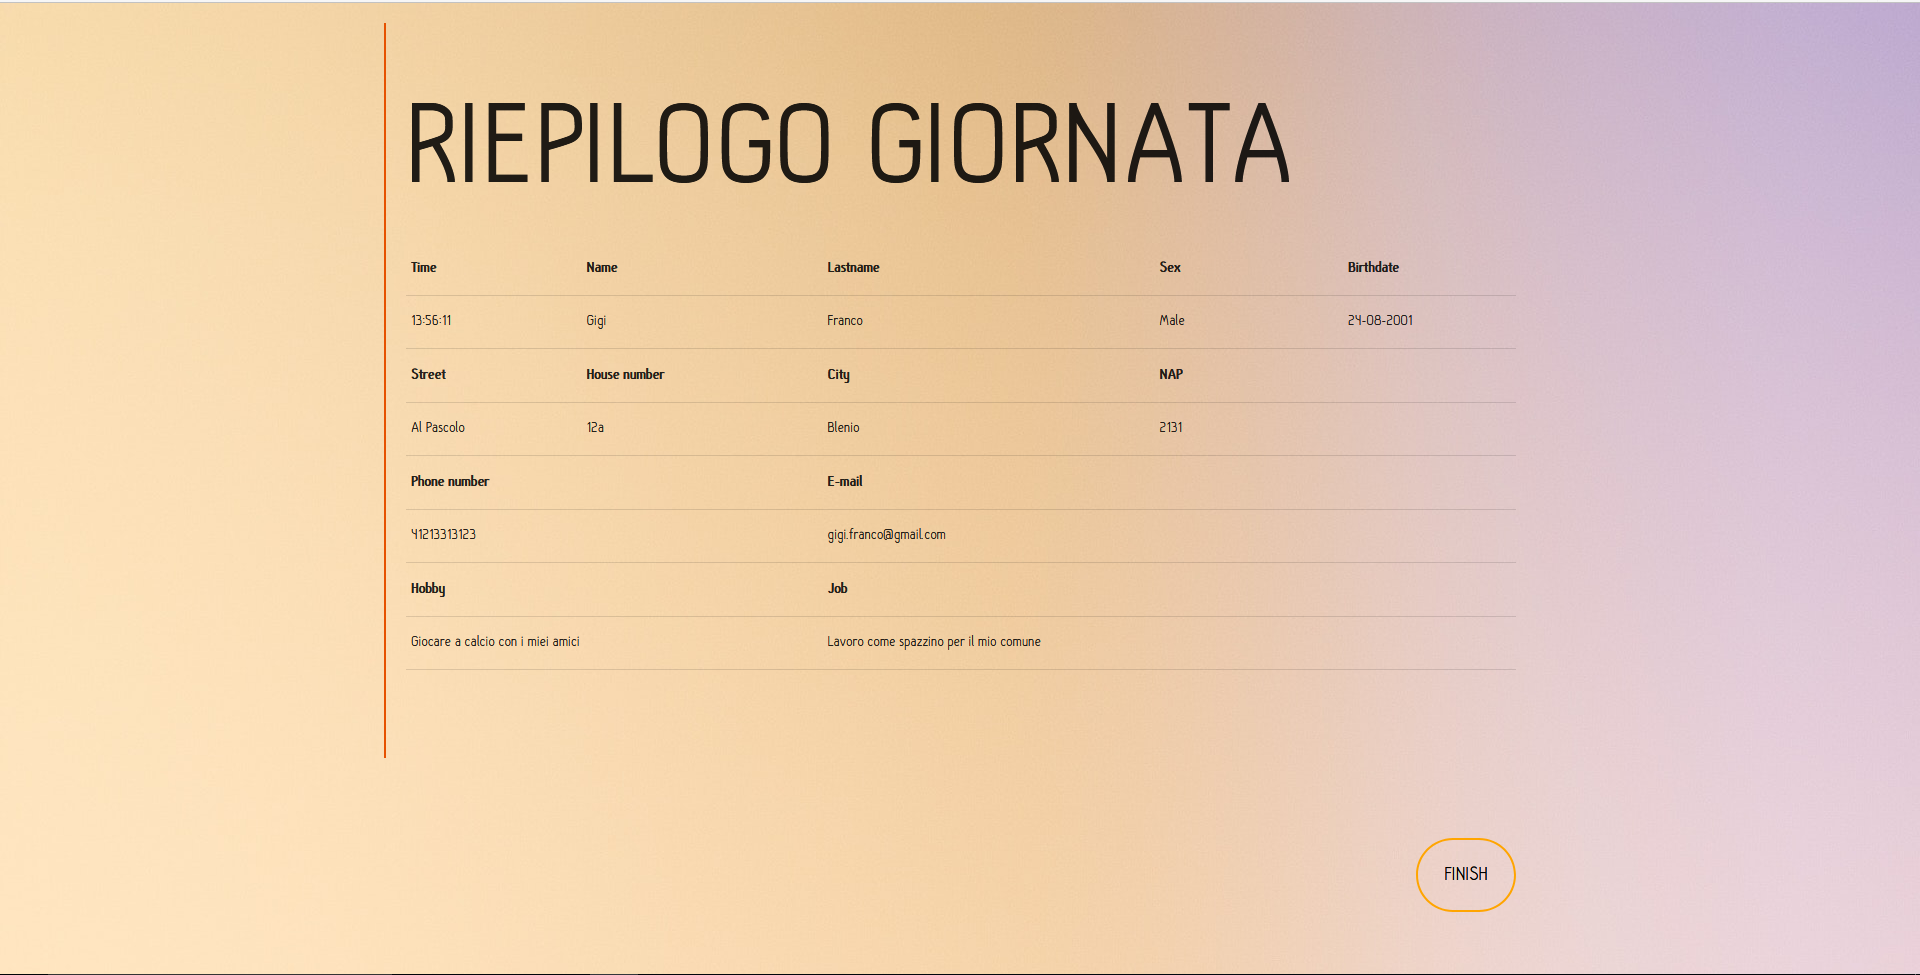 RIEPILOGO GIORNATA
Time Name Lastname Sex Birthdate
13:56:11 Gigi Franco Male 24-08-2001
Street House number City NAP
Al Pascolo 12a Blenio 2131
Phone number E-mail
41213313123 gigi.franco@gmail.com
Hobby Job
Giocare a calcio con i miei amici Lavoro come spazzino per il mio comune
FINISH